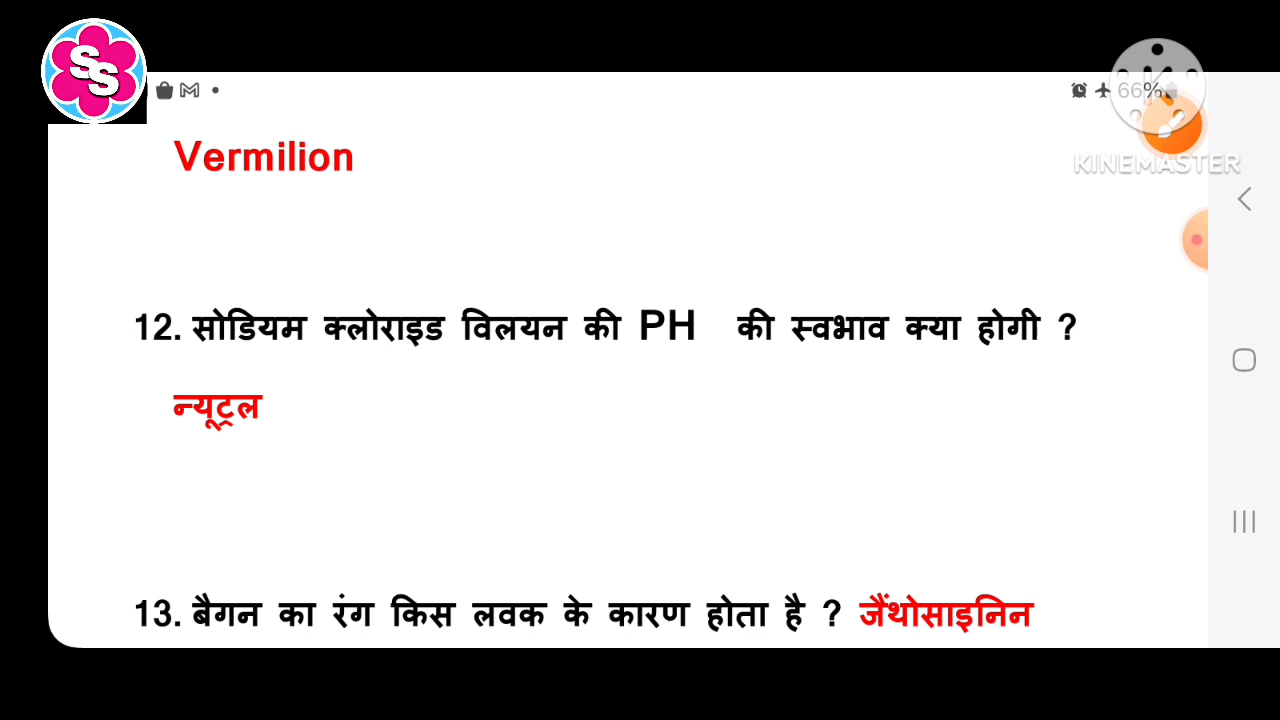 SS
66%
KINEMASTER
Vermilion
12. सोडियम क्लोराइड विलयन की PH की स्वभाव क्या होगी ?
न्यूट्रल
13. बैगन का रंग किस लवक के कारण होता है ? जैंथोसाइनिन